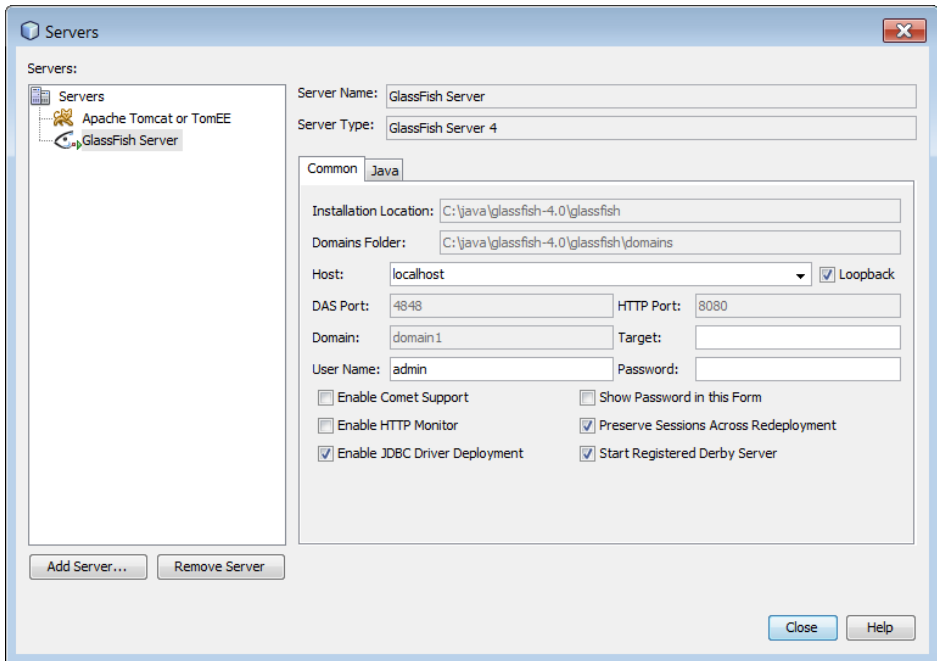 Servers
Servers:
Servers
Apache Tomcat or TomEE
GlassFish Server
Add Server...
Remove Server
Server Name: GlassFish Server
Server Type: GlassFish Server 4
Common Java
Installation Location: C:\java\glassfish-4.0\glassfish
Domains Folder: C:\java\glassfish-4.0\glassfish\domains
Host: localhost Loopback
DAS Port: 4848 HTTP Port: 8080
Domain: domain1 Target:
User Name: admin Password:
Enable Comet Support Show Password in this Form
Enable HTTP Monitor Preserve Sessions Across Redeployment
Enable JDBC Driver Deployment Start Registered Derby Server
Close Help